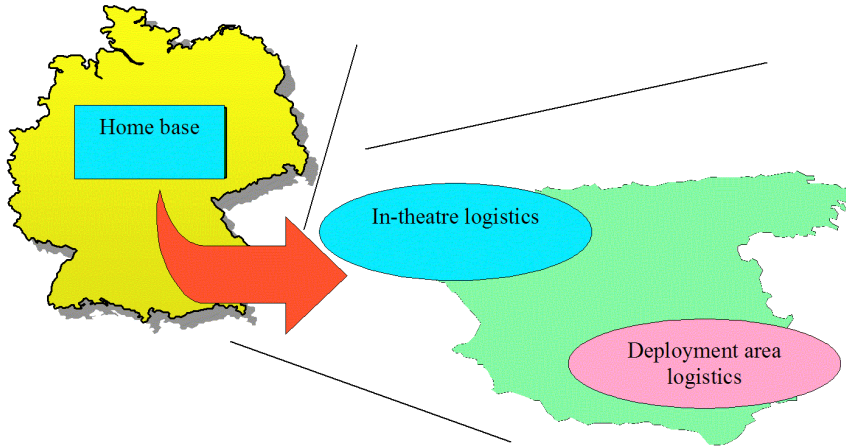 Home base
In-theatre logistics
Deployment area
logistics